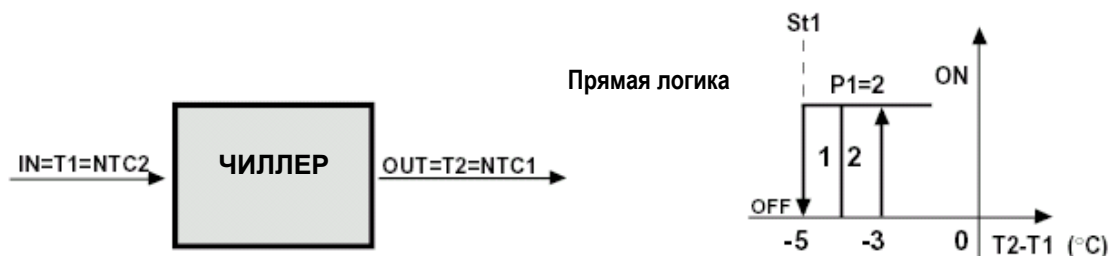 St1
Прямая логика
P1=2
ON
IN=T1=NTC2
ЧИЛЛЕР
OUT=T2=NTC1
1 2
OFF
-5 -3 0 T2-T1 (°C)